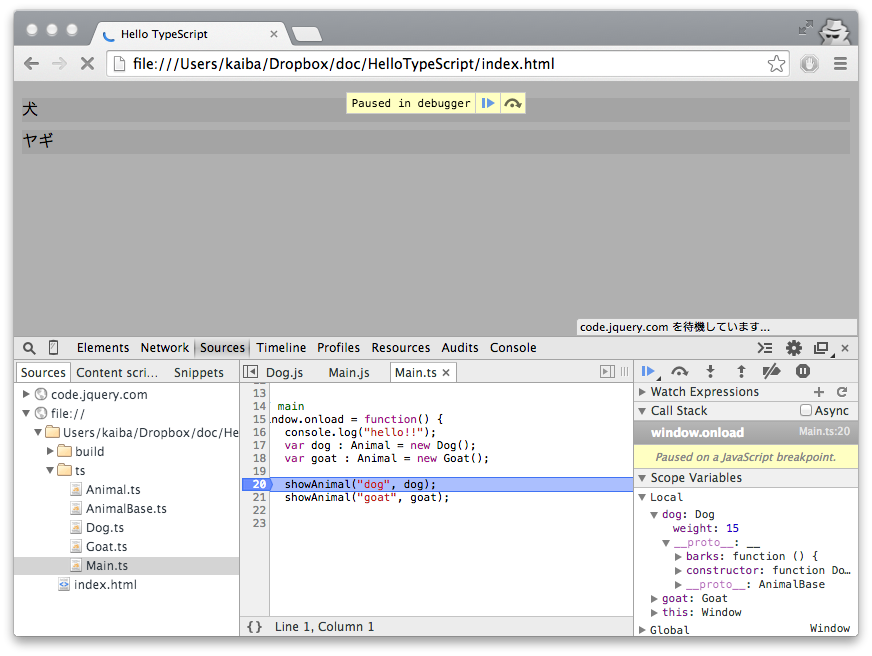 Hello TypeScript
file:///Users/kaiba/Dropbox/doc/HelloTypeScript/index.html
Paused in debugger
犬
ヤギ
code.jquery.com を待機しています...
Elements Network Sources Timeline Profiles Resources Audits Console
Sources Content scri... Snippets
code.jquery.com
file://
Users/kaiba/Dropbox/doc/He
build
ts
Animal.ts
AnimalBase.ts
Dog.ts
Goat.ts
Main.ts
index.html
Dog.js Main.js Main.ts
13
14 main
15 ndow.onload = function() {
16 console.log("hello!!");
17 var dog : Animal = new Dog();
18 var goat : Animal = new Goat();
19
20 showAnimal("dog", dog);
21 showAnimal("goat", goat);
22
23
{} Line 1, Column 1
Watch Expressions
Call Stack Async
window.onload Main.ts:20
Paused on a JavaScript breakpoint.
Scope Variables
Local
dog: Dog
weight: 15
__proto__: __
barks: function () {
constructor: function Do...
__proto__: AnimalBase
goat: Goat
this: Window
Global Window